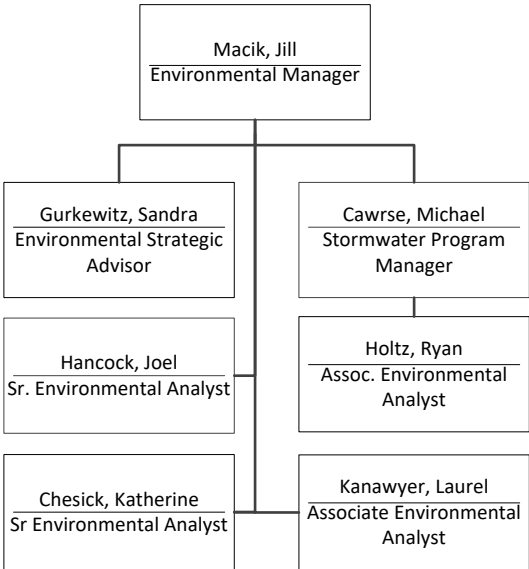 Macik, Jill
Environmental Manager
Gurkewitz, Sandra
Environmental Strategic
Advisor
Cawrse, Michael
Stormwater Program
Manager
Hancock, Joel
Sr. Environmental Analyst
Holtz, Ryan
Assoc. Environmental
Analyst
Chesick, Katherine
Sr Environmental Analyst
Kanawyer, Laurel
Associate Environmental
Analyst